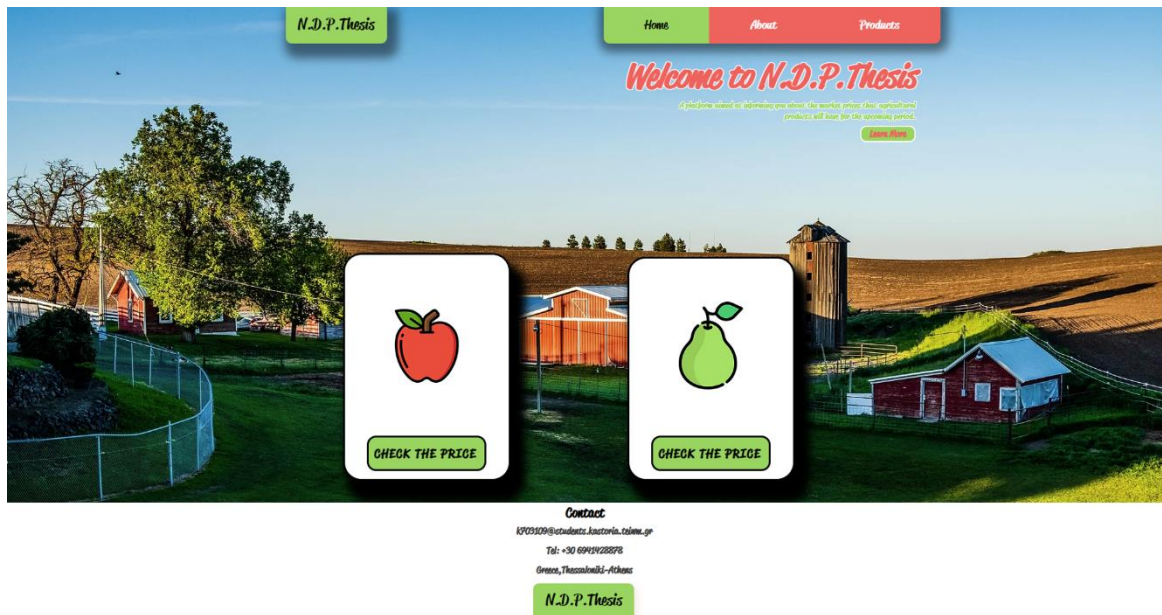 N.D.P.Thesis
Home
About
Products
Welcome to N.D.P.Thesis
A platform aimed at informing you about the market prices that agricultural
products will have for the upcoming period.
Learn More
CHECK THE PRICE
CHECK THE PRICE
Contact
kf03109@students.kastoria.teiwm.gr
Tel: +30 6941428878
Greece,Thessaloniki-Athens
N.D.P.Thesis